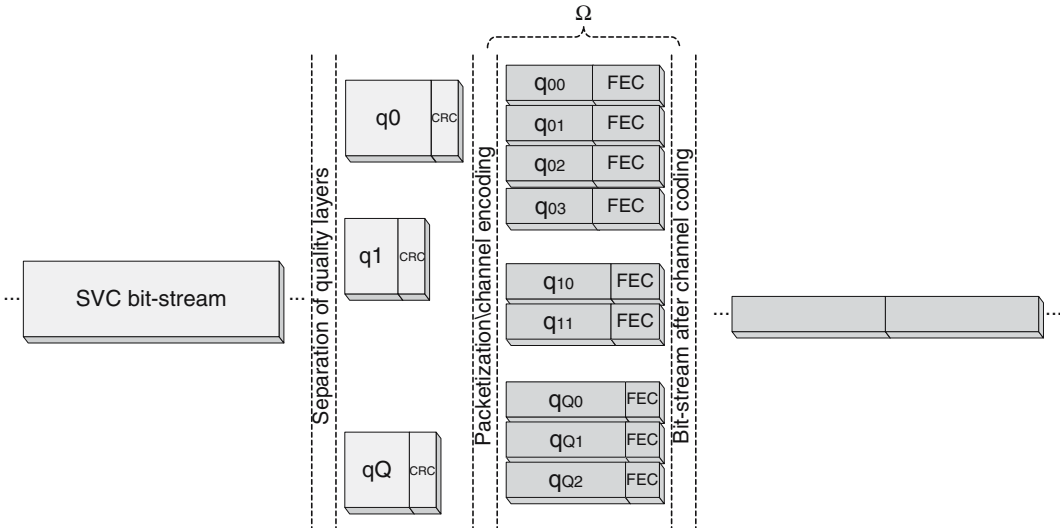 Ω
q00 FEC
q01 FEC
q02 FEC
q03 FEC
q0 CRC
q1 CRC
qQ CRC
q10 FEC
q11 FEC
qQ0 FEC
qQ1 FEC
qQ2 FEC
... SVC bit-stream ...
Separation of quality layers
Packetization\channel encoding
Bit-stream after channel coding
... ...